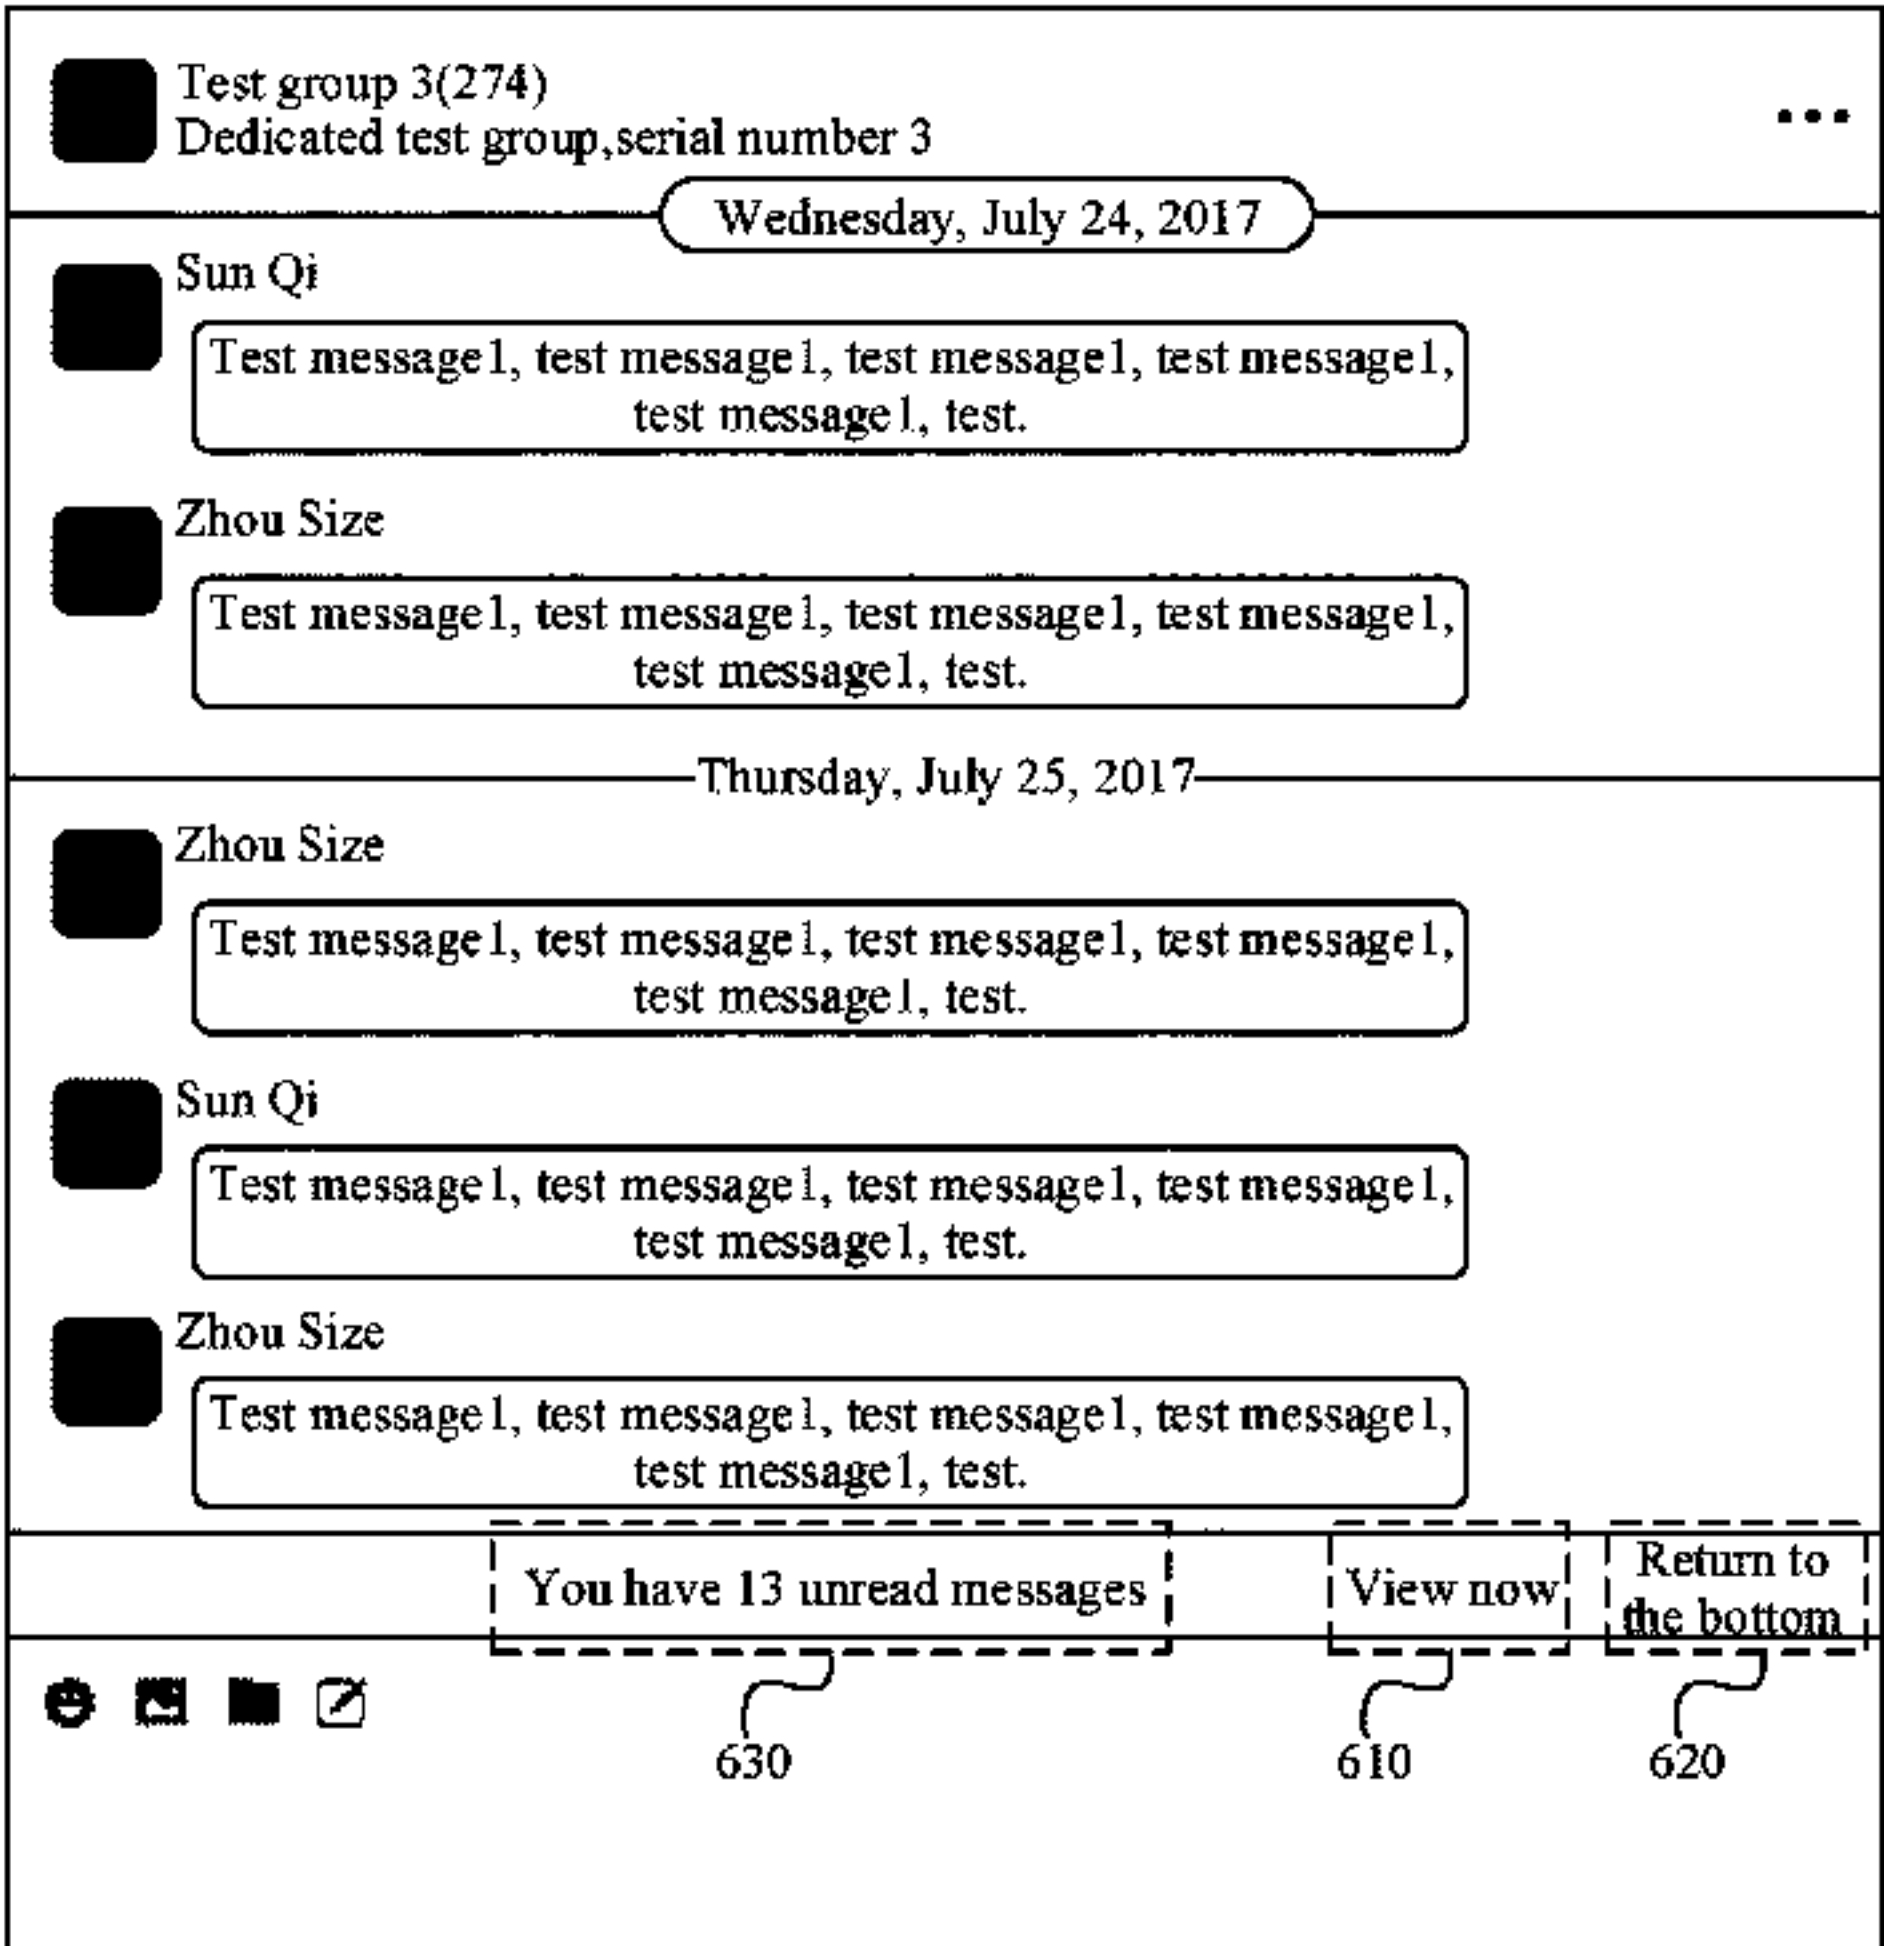 Test group 3(274)
Dedicated test group,serial number 3
Wednesday, July 24, 2017
Sun Qi
Test message1, test message1, test message1, test message1,
test message1, test.
Zhou Size
Test message1, test message1, test message1, test message1,
test message1, test.
Thursday, July 25, 2017
Zhou Size
Test message1, test message1, test message1, test message1,
test message1, test.
Sun Qi
Test message1, test message1, test message1, test message1,
test message1, test.
Zhou Size
Test message1, test message1, test message1, test message1,
test message1, test.
You have 13 unread messages
View now
Return to
the bottom
630
610
620